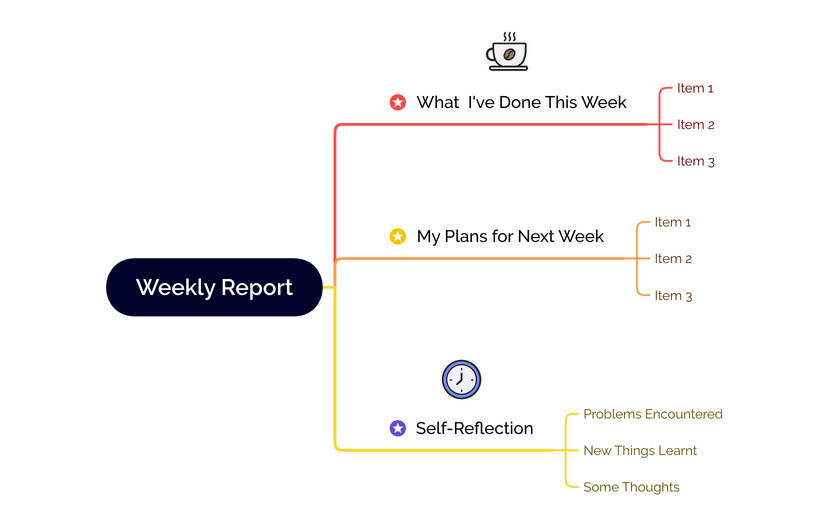 What  I've Done This Week
Item 1
Item 2
Item 3
My Plans for Next Week
Item 1
Item 2
Item 3
Weekly Report
Self-Reflection
Problems Encountered
New Things Learnt
Some Thoughts